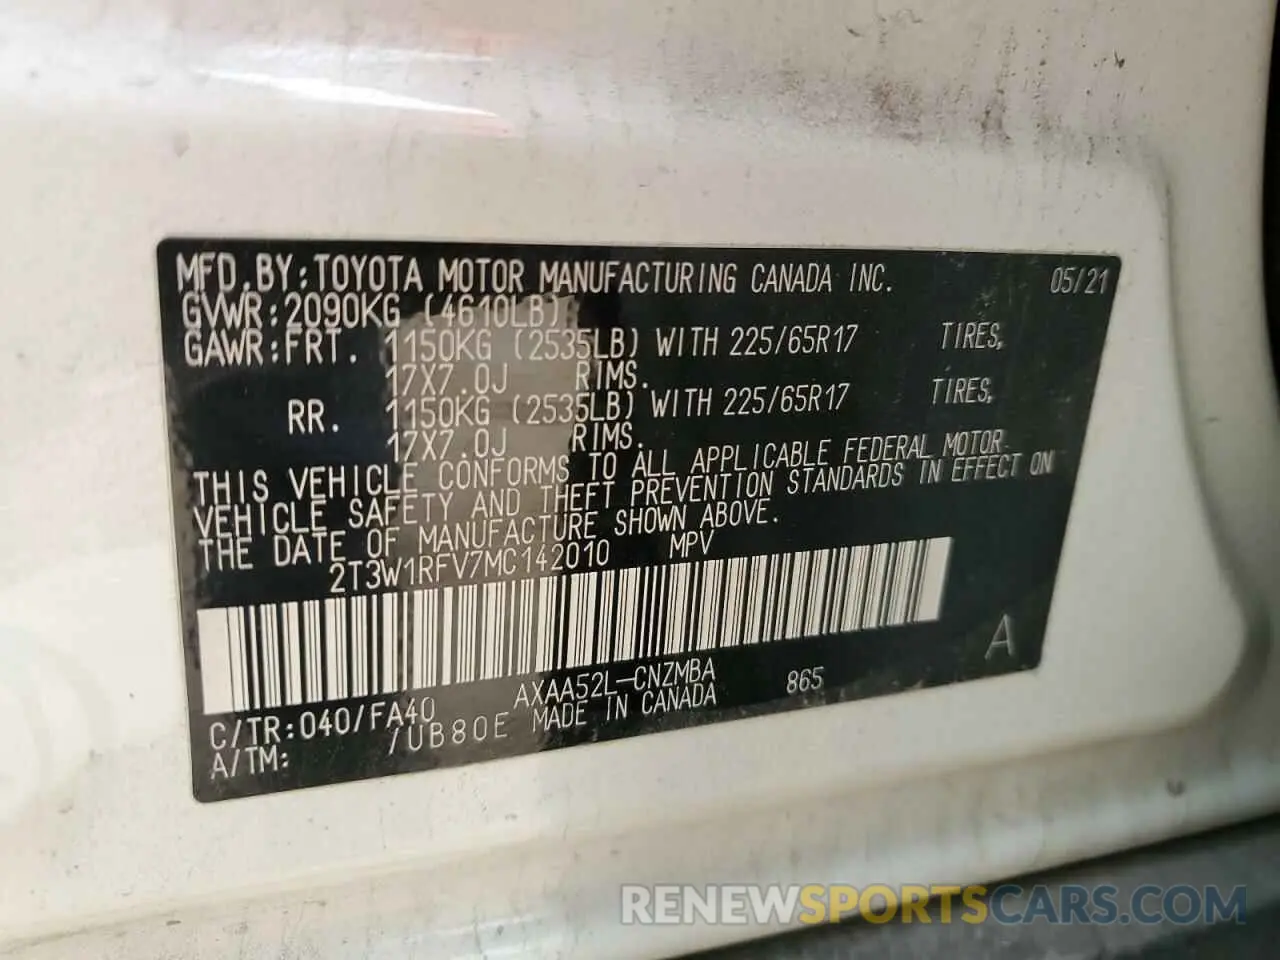 MFD.BY:TOYOTA MOTOR MANUFACTURING CANADA INC. 05/21
GVWR:2090KG (4610LB)
GAWR:FRT. 1150KG (2535LB) WITH 225/65R17 TIRES,
17X7.0J RIMS.
RR. 1150KG (2535LB) WITH 225/65R17 TIRES,
17X7.0J RIMS.
THIS VEHICLE CONFORMS TO ALL APPLICABLE FEDERAL MOTOR
VEHICLE SAFETY AND THEFT PREVENTION STANDARDS IN EFFECT ON
THE DATE OF MANUFACTURE SHOWN ABOVE.
2T3W1RFV7MC142010 MPV
A
AXAA52L-CNZMBA 865
C/TR:040/FA40 MADE IN CANADA
A/TM: /UB80E
RENEWSPORTSCARS.COM